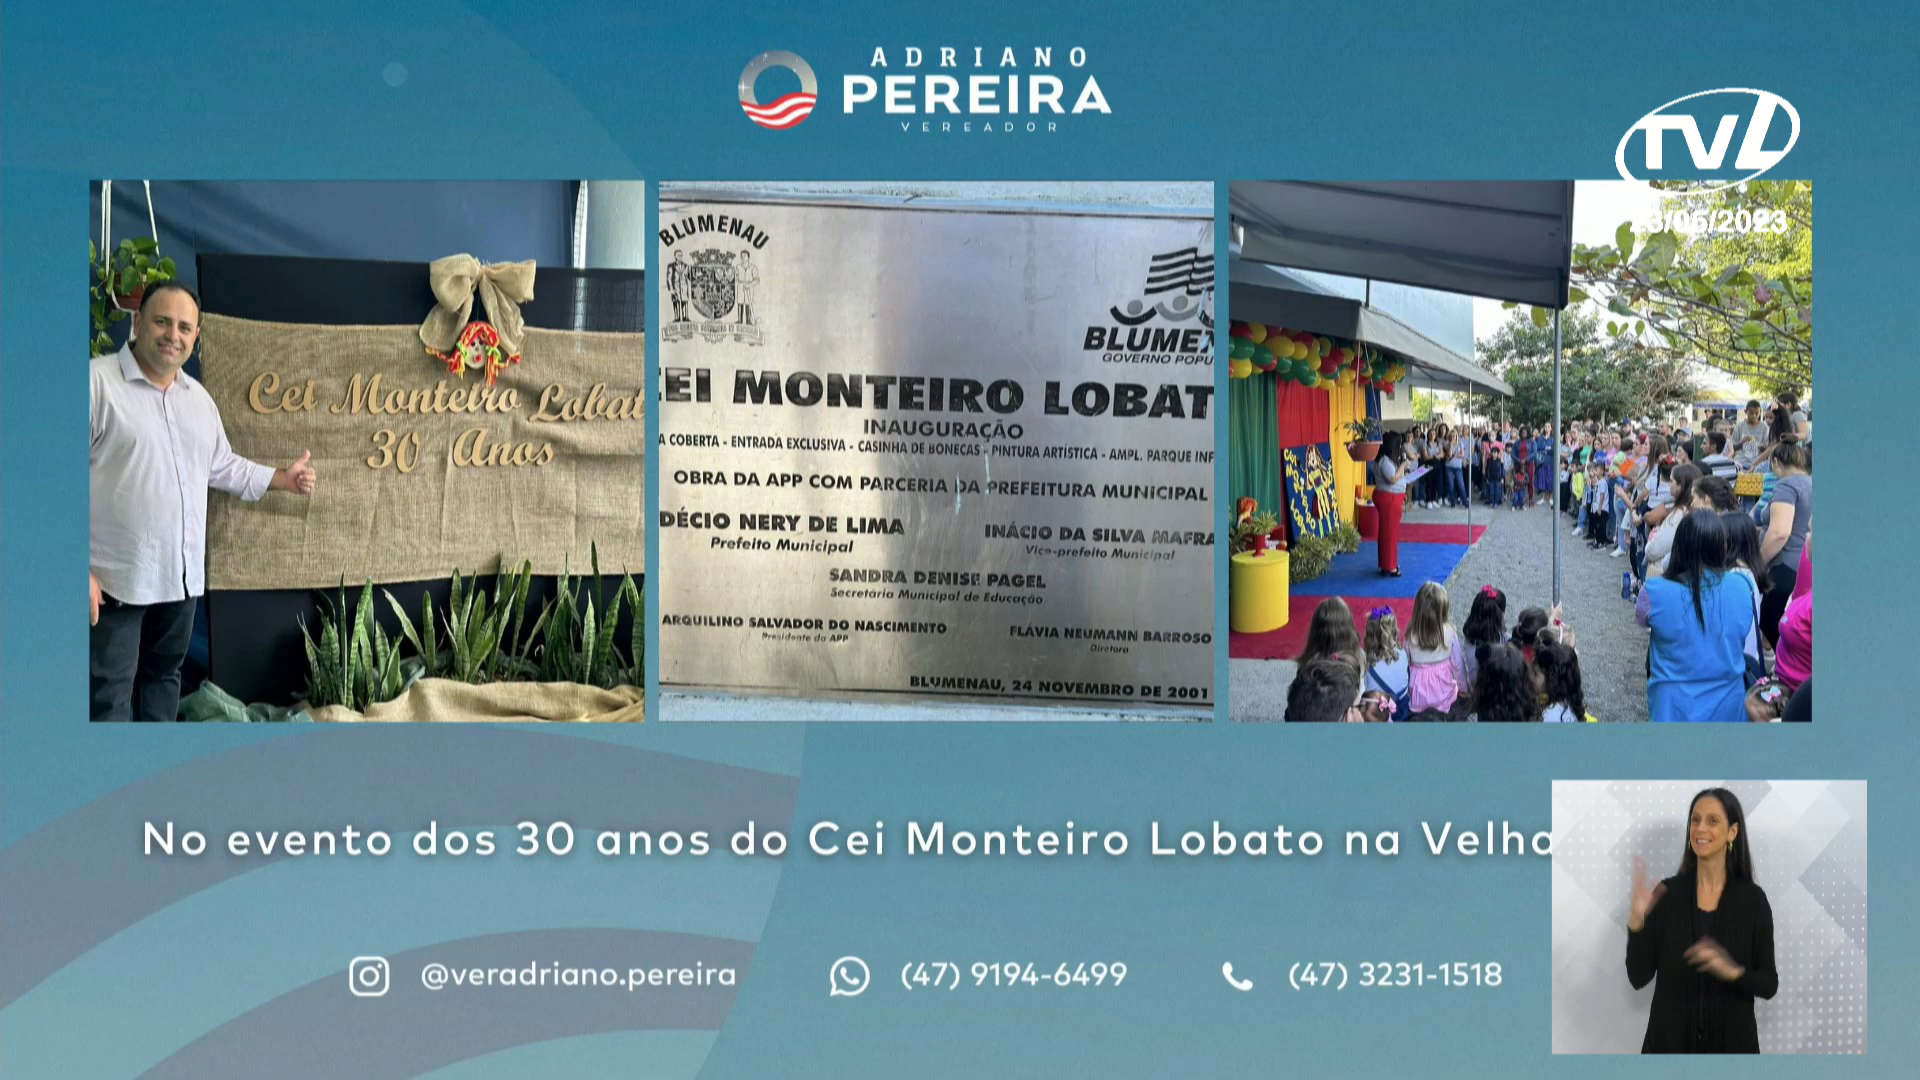 ADRIANO
PEREIRA
VEREADOR
TVL
23/05/2023
Cei Monteiro Lobat
30 Anos
BLUMENAU
BLUMEN
GOVERNO POPU
CEI MONTEIRO LOBAT
INAUGURAÇÃO
A COBERTA - ENTRADA EXCLUSIVA - CASINHA DE BONECAS - PINTURA ARTÍSTICA - AMPL. PARQUE INF
OBRA DA APP COM PARCERIA DA PREFEITURA MUNICIPAL
DÉCIO NERY DE LIMA
Prefeito Municipal
INÁCIO DA SILVA MAFRA
Vice-prefeito Municipal
SANDRA DENISE PAGEL
Secretária Municipal de Educação
ARQUILINO SALVADOR DO NASCIMENTO
Presidente da APP
FLÁVIA NEUMANN BARROSO
Diretora
BLUMENAU, 24 NOVEMBRO DE 2001
No evento dos 30 anos do Cei Monteiro Lobato na Velha
@veradriano.pereira
(47) 9194-6499
(47) 3231-1518